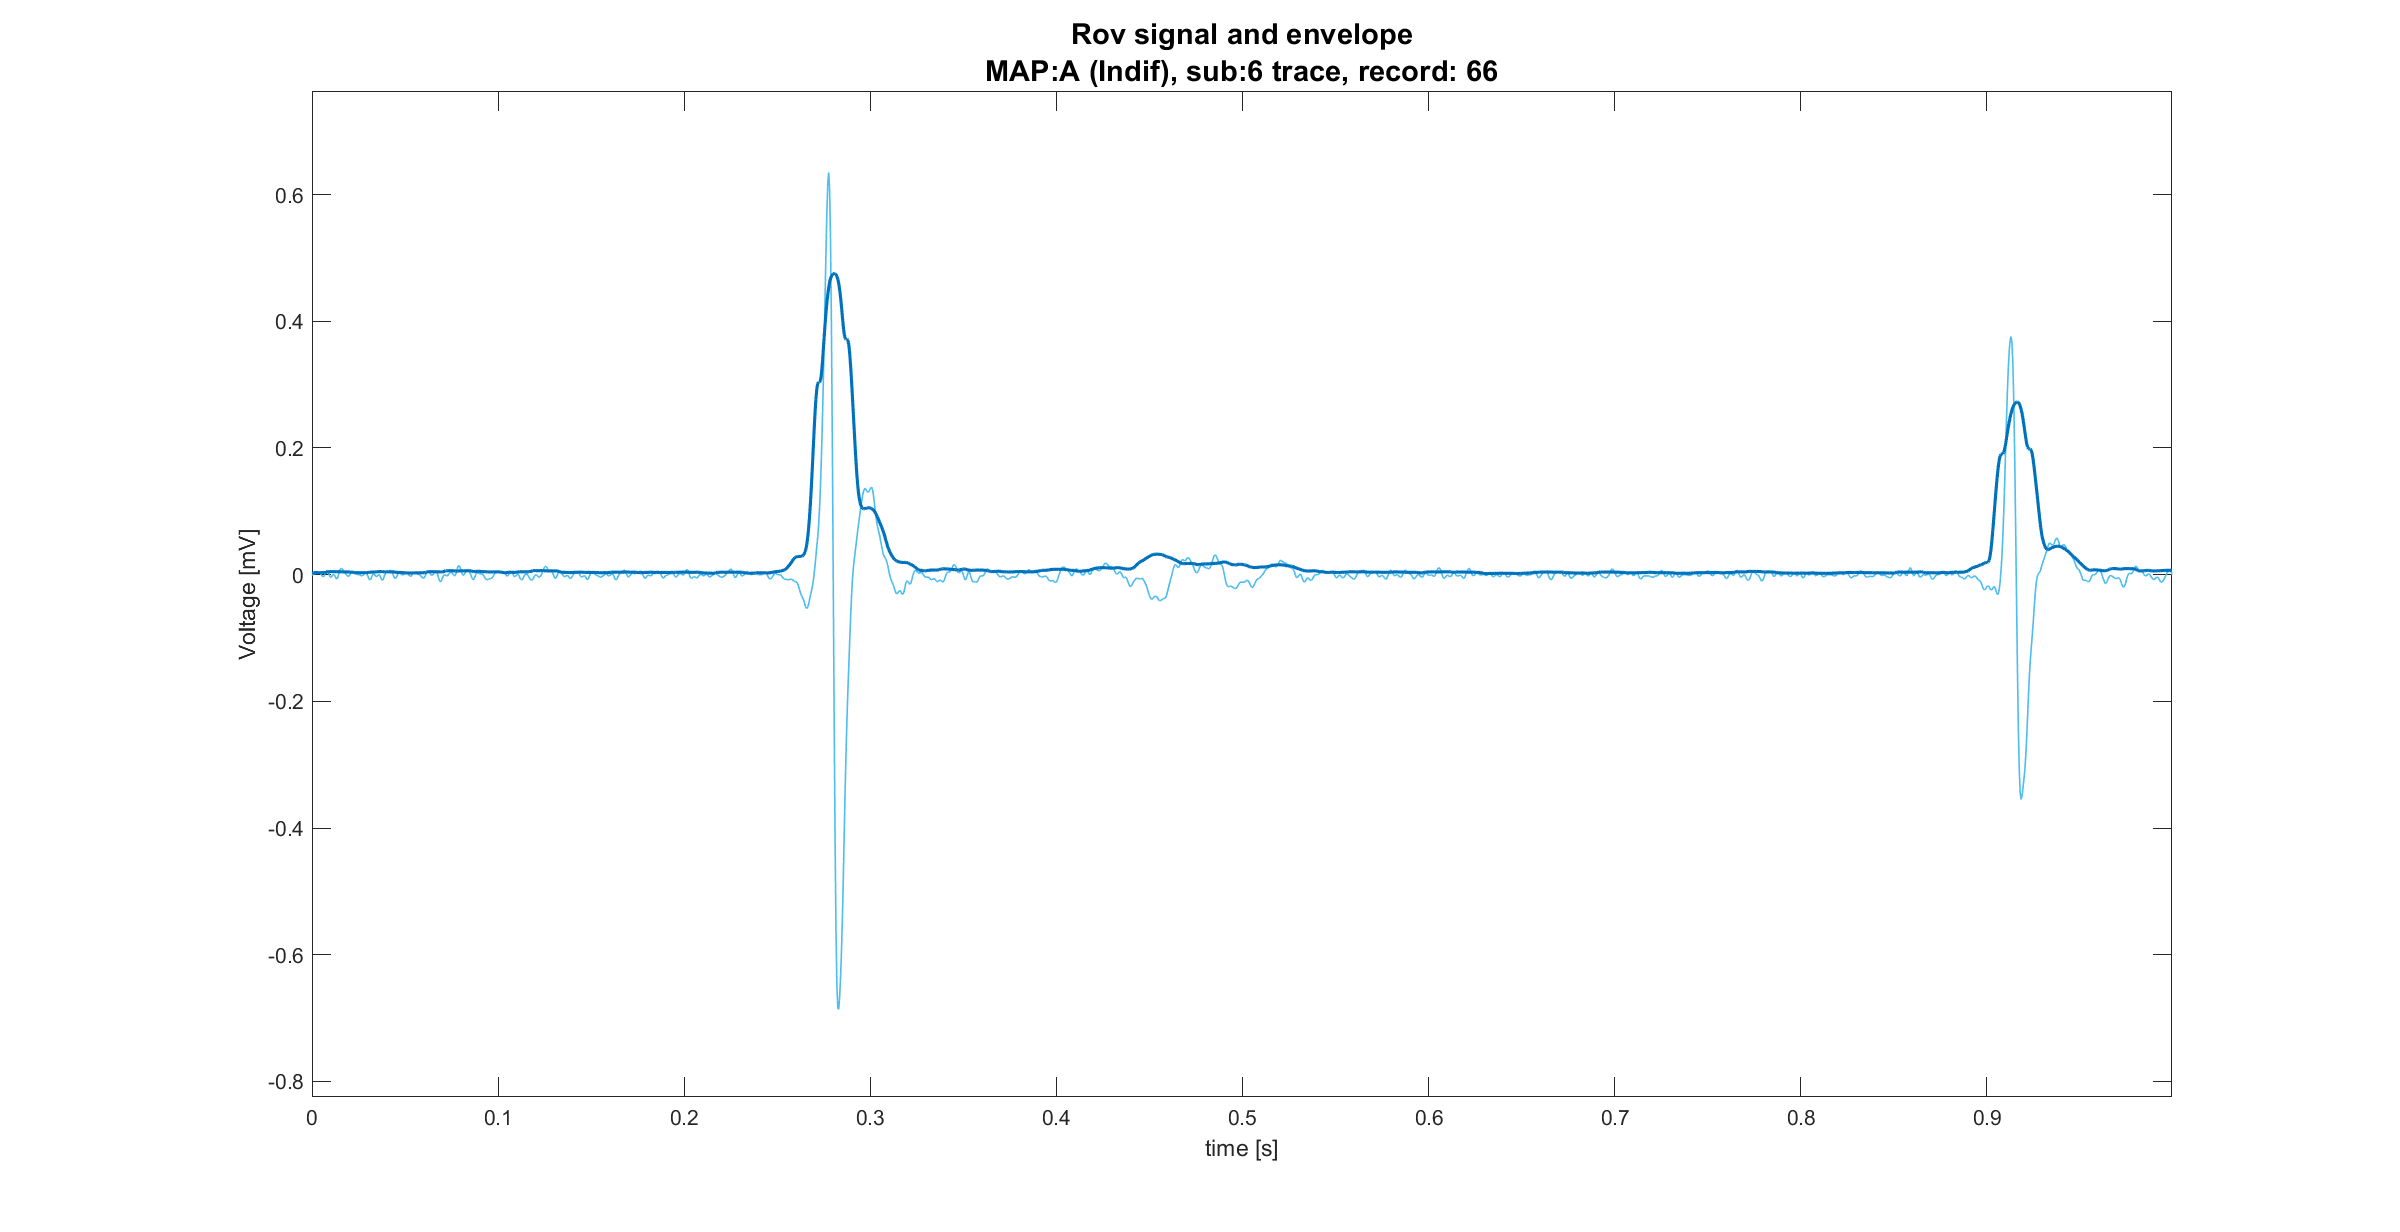 Rov signal and envelope
MAP:A (Indif), sub:6 trace, record: 66
0.6
0.4
0.2
0
-0.2
-0.4
-0.6
-0.8
Voltage [mV]
0 0.1 0.2 0.3 0.4 0.5 0.6 0.7 0.8 0.9
time [s]